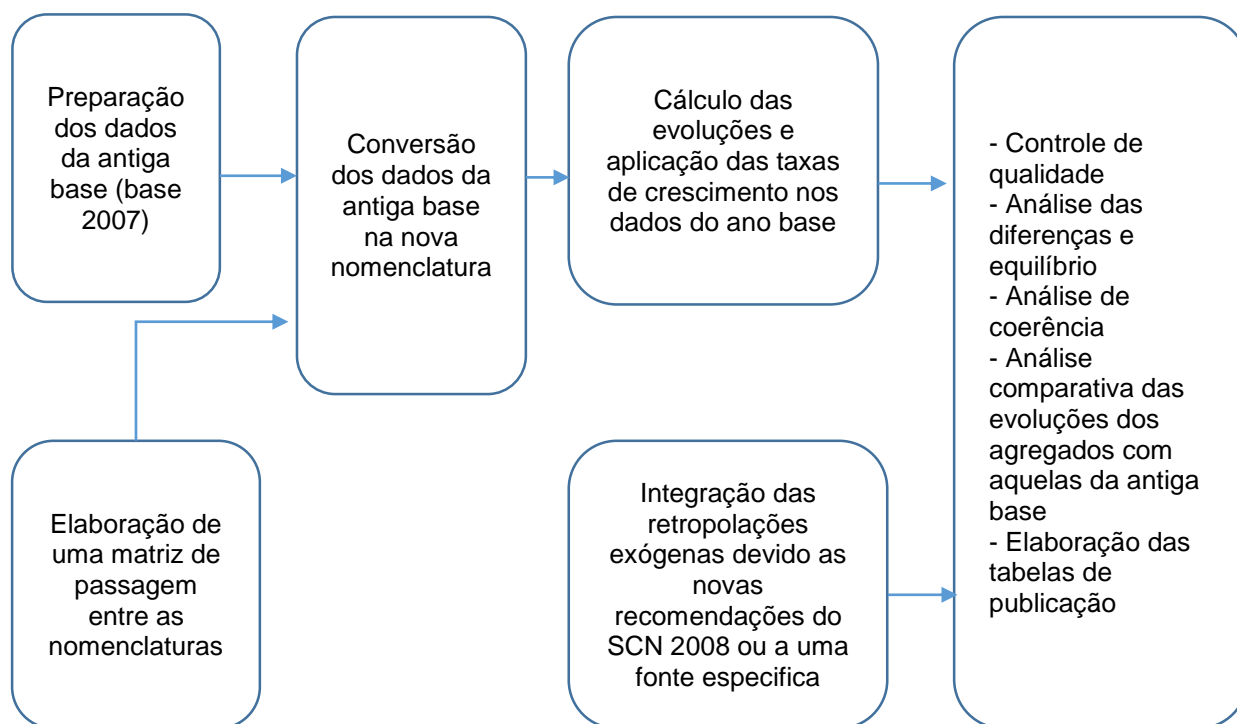 Preparação
dos dados
da antiga
base (base
2007)
Conversão
dos dados da
antiga base
na nova
nomenclatura
Cálculo das
evoluções e
aplicação das taxas
de crescimento nos
dados do ano base
- Controle de
qualidade
- Análise das
diferenças e
equilíbrio
- Análise de
coerência
- Análise
comparativa das
evoluções dos
agregados com
aquelas da antiga
base
- Elaboração das
tabelas de
publicação
Elaboração de
uma matriz de
passagem
entre as
nomenclaturas
Integração das
retropolações
exógenas devido as
novas
recomendações do
SCN 2008 ou a uma
fonte especifica